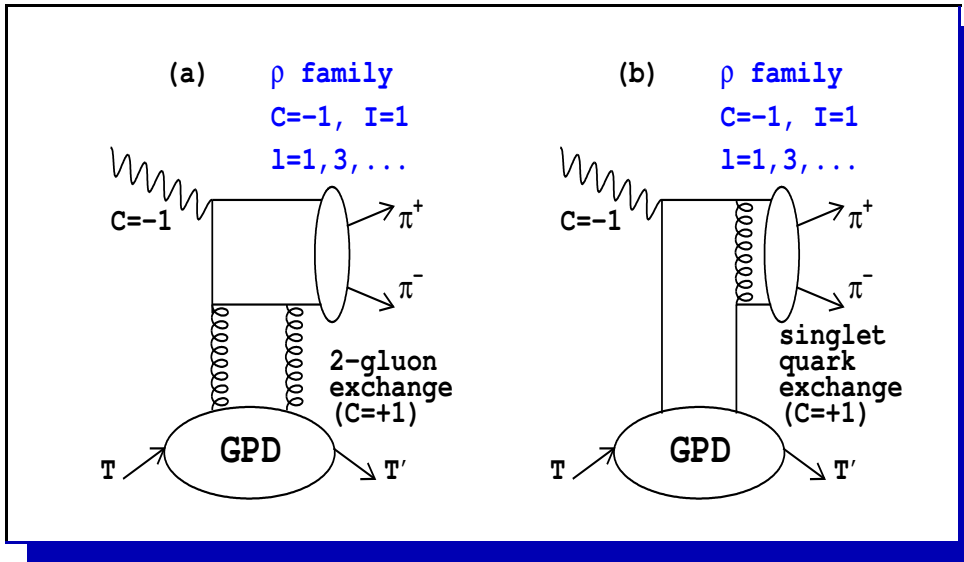 (a) ρ family
C=−1, I=1
l=1,3,...
C=−1
π⁺
π⁻
2−gluon
exchange
(C=+1)
GPD
T
T′
(b) ρ family
C=−1, I=1
l=1,3,...
C=−1
π⁺
π⁻
singlet
quark
exchange
(C=+1)
GPD
T
T′